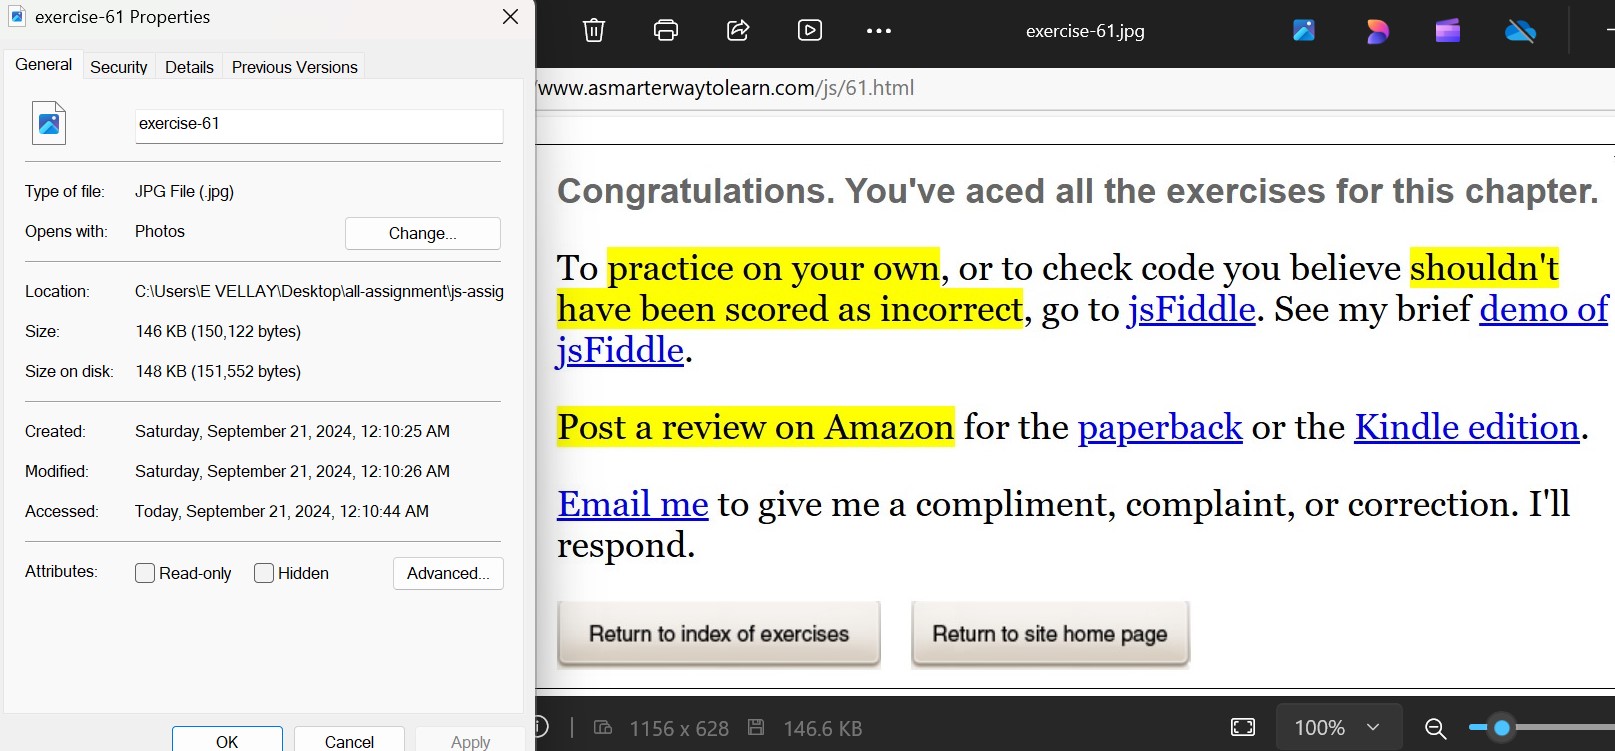 exercise-61 Properties
General Security Details Previous Versions
exercise-61
Type of file: JPG File (.jpg)
Opens with: Photos Change...
Location: C:\Users\E VELLAY\Desktop\all-assignment\js-assig
Size: 146 KB (150,122 bytes)
Size on disk: 148 KB (151,552 bytes)
Created: Saturday, September 21, 2024, 12:10:25 AM
Modified: Saturday, September 21, 2024, 12:10:26 AM
Accessed: Today, September 21, 2024, 12:10:44 AM
Attributes: Read-only Hidden Advanced...
OK Cancel Apply
exercise-61.jpg
/www.asmarterwaytolearn.com/js/61.html
Congratulations. You've aced all the exercises for this chapter.
To practice on your own, or to check code you believe shouldn't
have been scored as incorrect, go to jsFiddle. See my brief demo of
jsFiddle.
Post a review on Amazon for the paperback or the Kindle edition.
Email me to give me a compliment, complaint, or correction. I'll
respond.
Return to index of exercises Return to site home page
1156 x 628 146.6 KB 100%